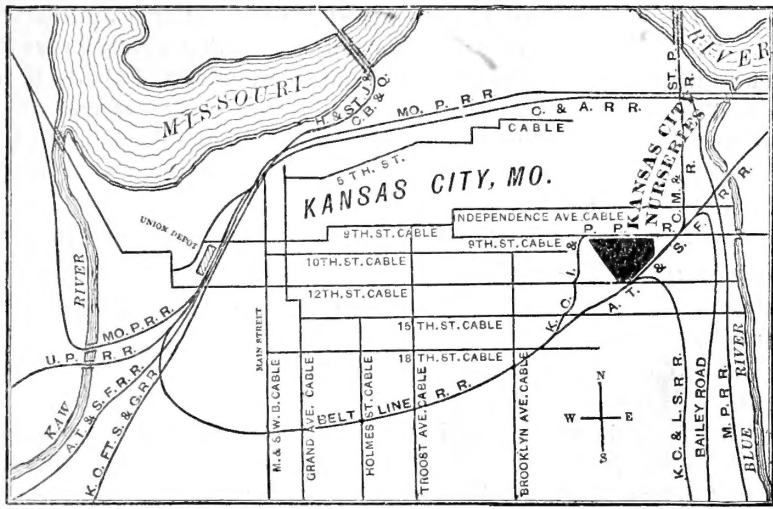 MISSOURI
RIVER
H. & ST. J. &
C. B. & Q.
MO. P. R R
C. & A. R R.
ST. P.
R.
CABLE
5TH. ST.
KANSAS CITY, MO.
KANSAS CITY
NURSERIES
C. M. & R.
UNION DEPOT
NDEPENDENCE AVE. CABLE
P. P. R.
9TH. ST. CABLE
9TH. ST. CABLE
10TH. ST. CABLE
12TH. ST. CABLE
K. C. I. &
A. T. & S. F. R R.
RIVER
MO. P. R. R.
U. P. R. R.
MAIN STREET
15 TH. ST. CABLE
18 TH. ST. CABLE
KAW
A. T. & S. F. R. R.
K. C. FT. S. & G. R R
BELT LINE R. R.
M. & S. W. B. CABLE
GRAND AVE. CABLE
HOLMES ST. CABLE
TROOST AVE. CABLE
BROOKLYN AVE. CABLE
N
W E
S
K. C. & L. S. R R.
BAILEY ROAD
M. P. R R.
RIVER
BLUE